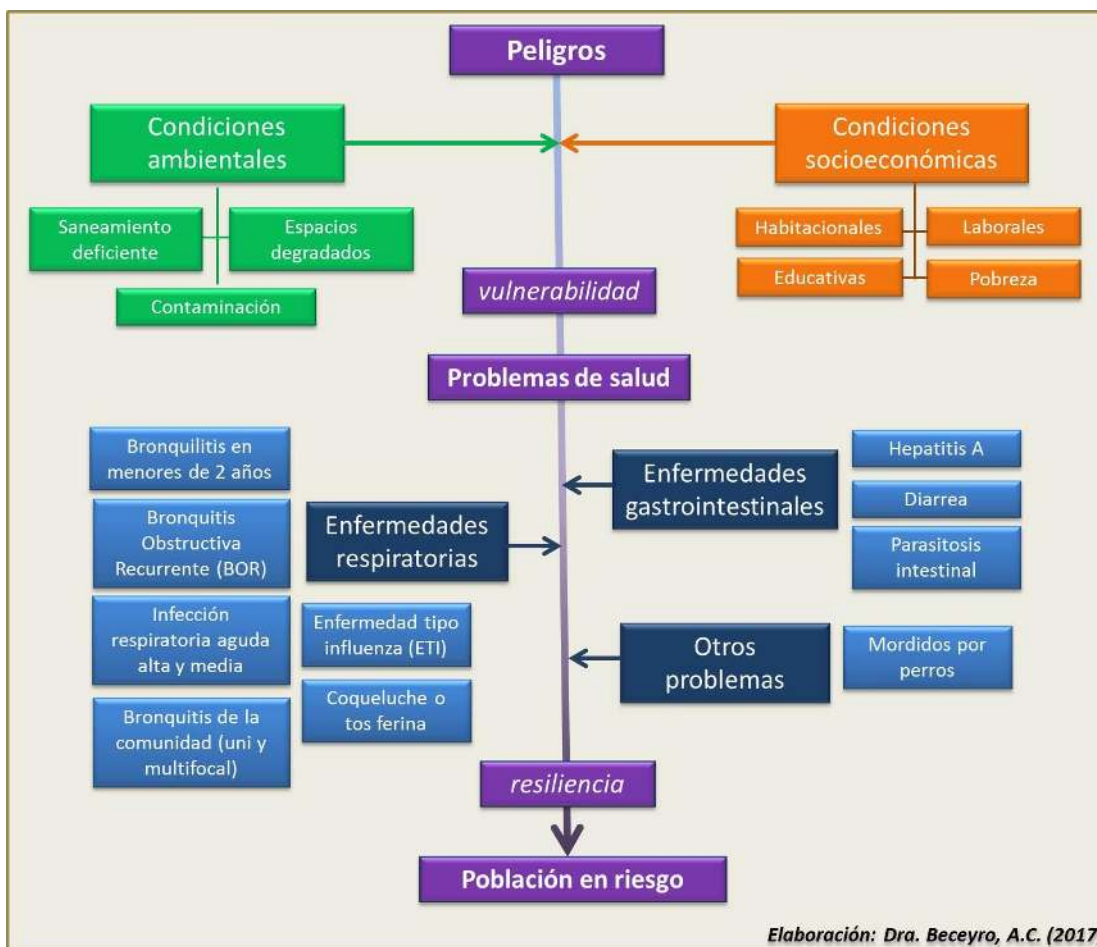 Peligros
Condiciones
ambientales
Condiciones
socioeconómicas
Saneamiento
deficiente
Espacios
degradados
Contaminación
Habitacionales
Laborales
Educativas
Pobreza
vulnerabilidad
Problemas de salud
Bronquilitis en
menores de 2 años
Bronquitis
Obstructiva
Recurrente (BOR)
Infección
respiratoria aguda
alta y media
Bronquitis de la
comunidad (uni y
multifocal)
Enfermedades
respiratorias
Enfermedad tipo
influenza (ETI)
Coqueluche o
tos ferina
Enfermedades
gastrointestinales
Hepatitis A
Diarrea
Parasitosis
intestinal
Otros
problemas
Mordidos por
perros
resiliencia
Población en riesgo
Elaboración: Dra. Beceyro, A.C. (2017